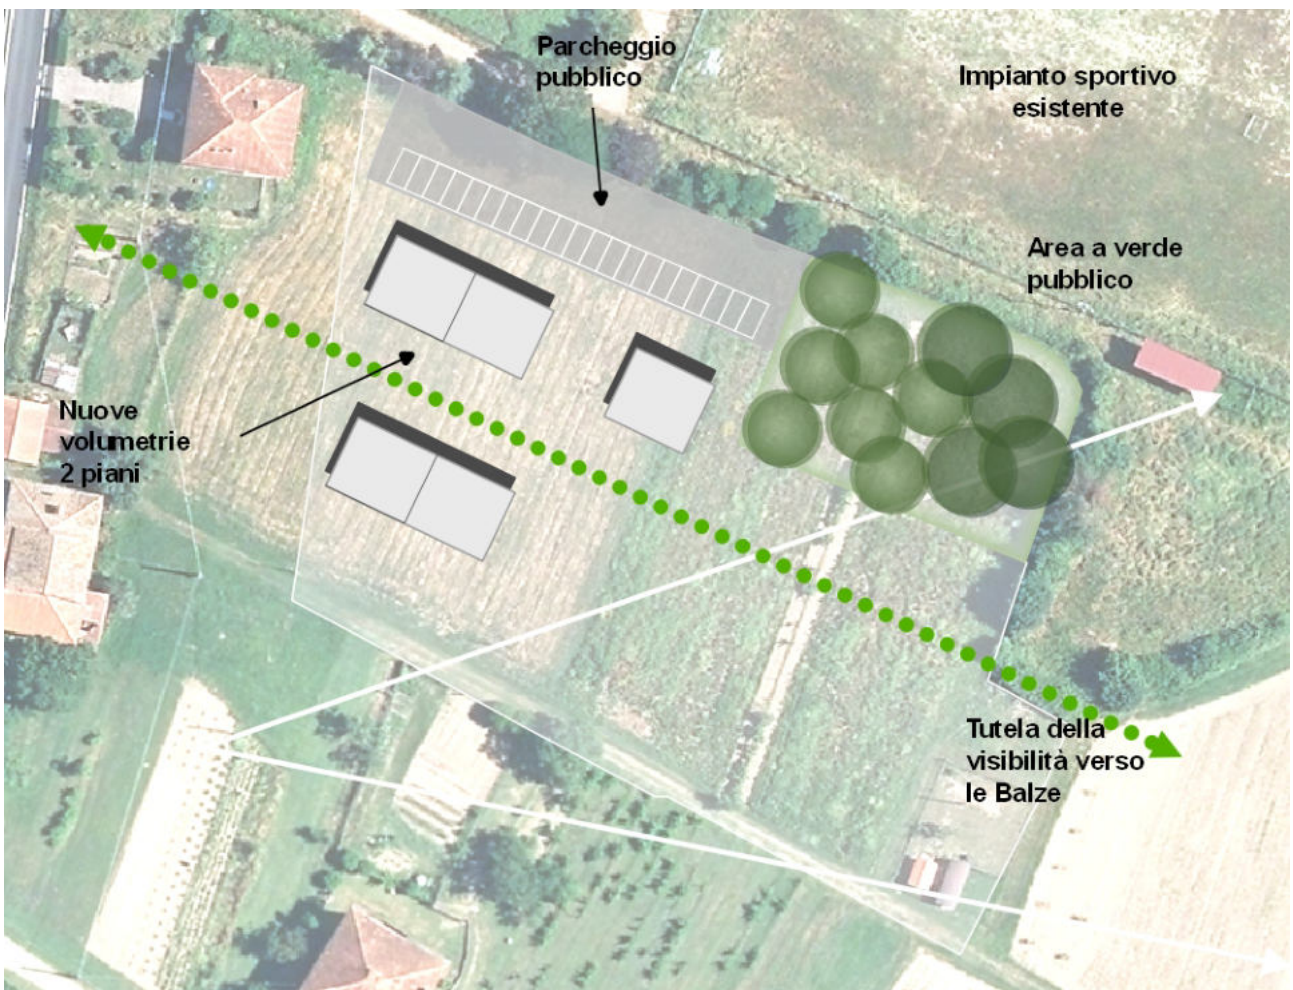 Parcheggio
pubblico
Impianto sportivo
esistente
Area a verde
pubblico
Nuove
volumetrie
2 piani
Tutela della
visibilità verso
le Balze